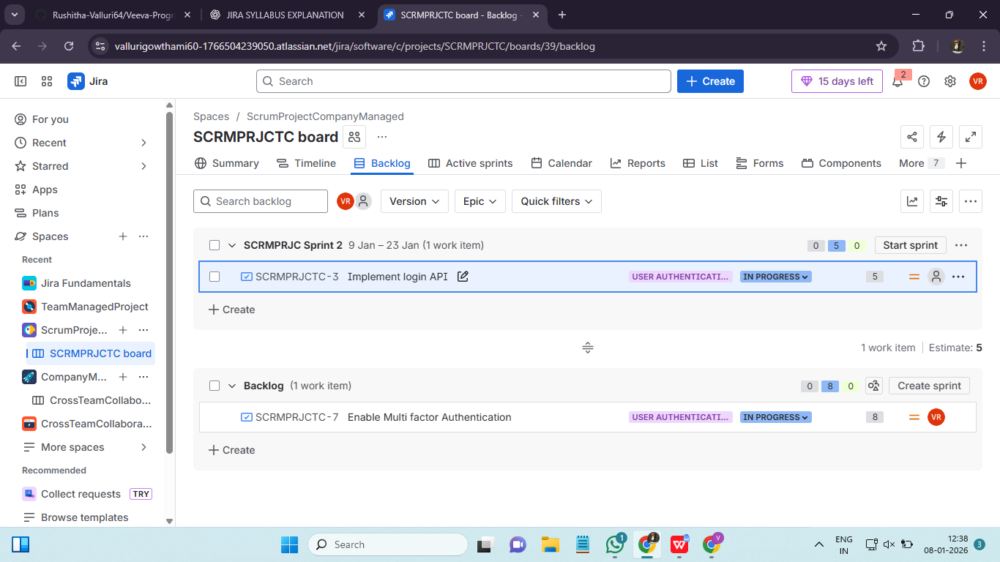 Rushitha-Valluri64/Veeva-Progr
JIRA SYLLABUS EXPLANATION
SCRMPRJCTC board - Backlog -
vallurigowthami60-1766504239050.atlassian.net/jira/software/c/projects/SCRMPRJCTC/boards/39/backlog
Jira
Search
Create
15 days left
2
VR
For you
Recent
Starred
Apps
Plans
Spaces
Recent
Jira Fundamentals
TeamManagedProject
ScrumProje...
SCRMPRJCTC board
CompanyM...
CrossTeamCollabo...
CrossTeamCollabora...
More spaces
Recommended
Collect requests TRY
Browse templates
Spaces / ScrumProjectCompanyManaged
SCRMPRJCTC board
Summary Timeline Backlog Active sprints Calendar Reports List Forms Components More 7
Search backlog VR Version Epic Quick filters
SCRMPRJC Sprint 2 9 Jan – 23 Jan (1 work item) 0 5 0 Start sprint
SCRMPRJCTC-3 Implement login API USER AUTHENTICATI... IN PROGRESS 5
Create
1 work item Estimate: 5
Backlog (1 work item) 0 8 0 Create sprint
SCRMPRJCTC-7 Enable Multi factor Authentication USER AUTHENTICATI... IN PROGRESS 8 VR
Create
Search
1
V
ENG
IN
12:38
08-01-2026
3